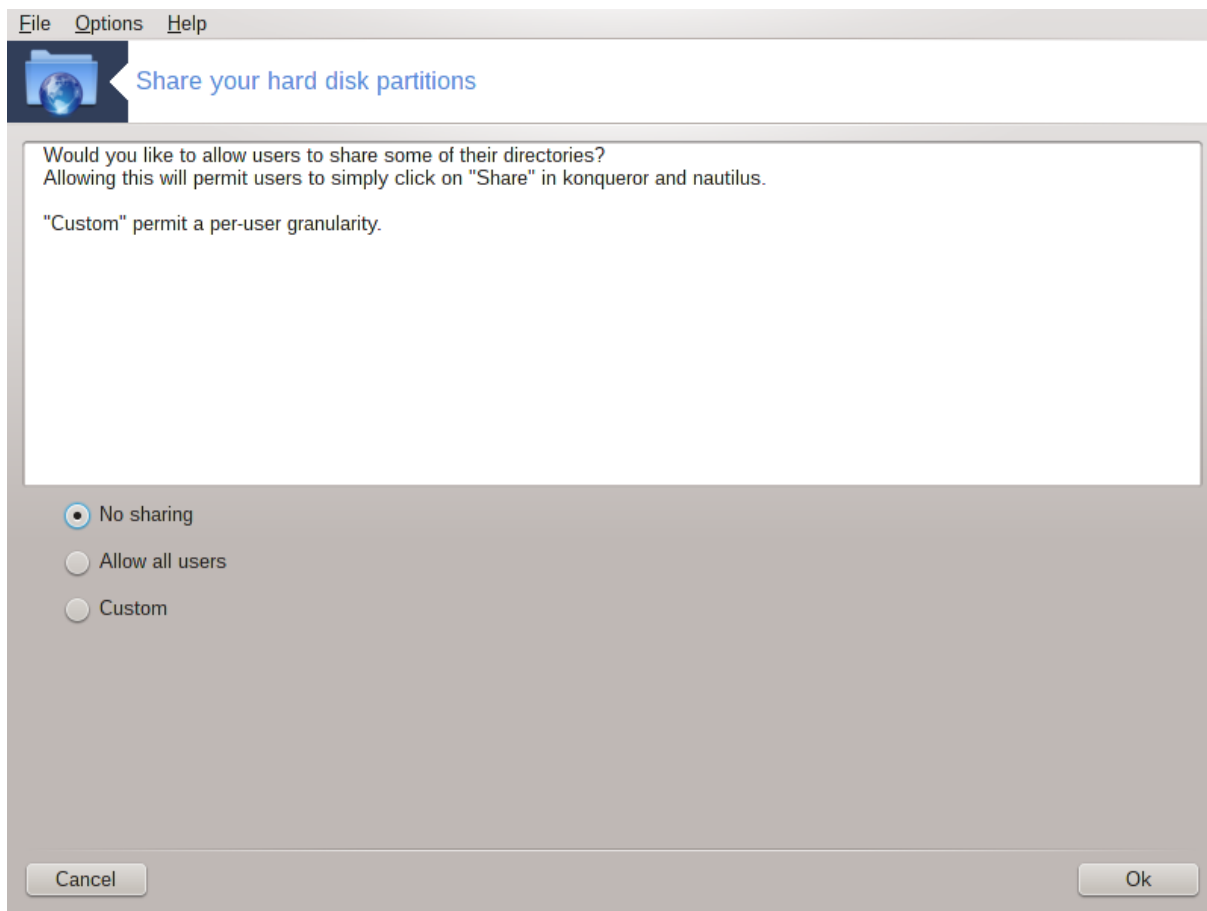 File Options Help
Share your hard disk partitions
Would you like to allow users to share some of their directories?
Allowing this will permit users to simply click on "Share" in konqueror and nautilus.
"Custom" permit a per-user granularity.
No sharing
Allow all users
Custom
Cancel Ok